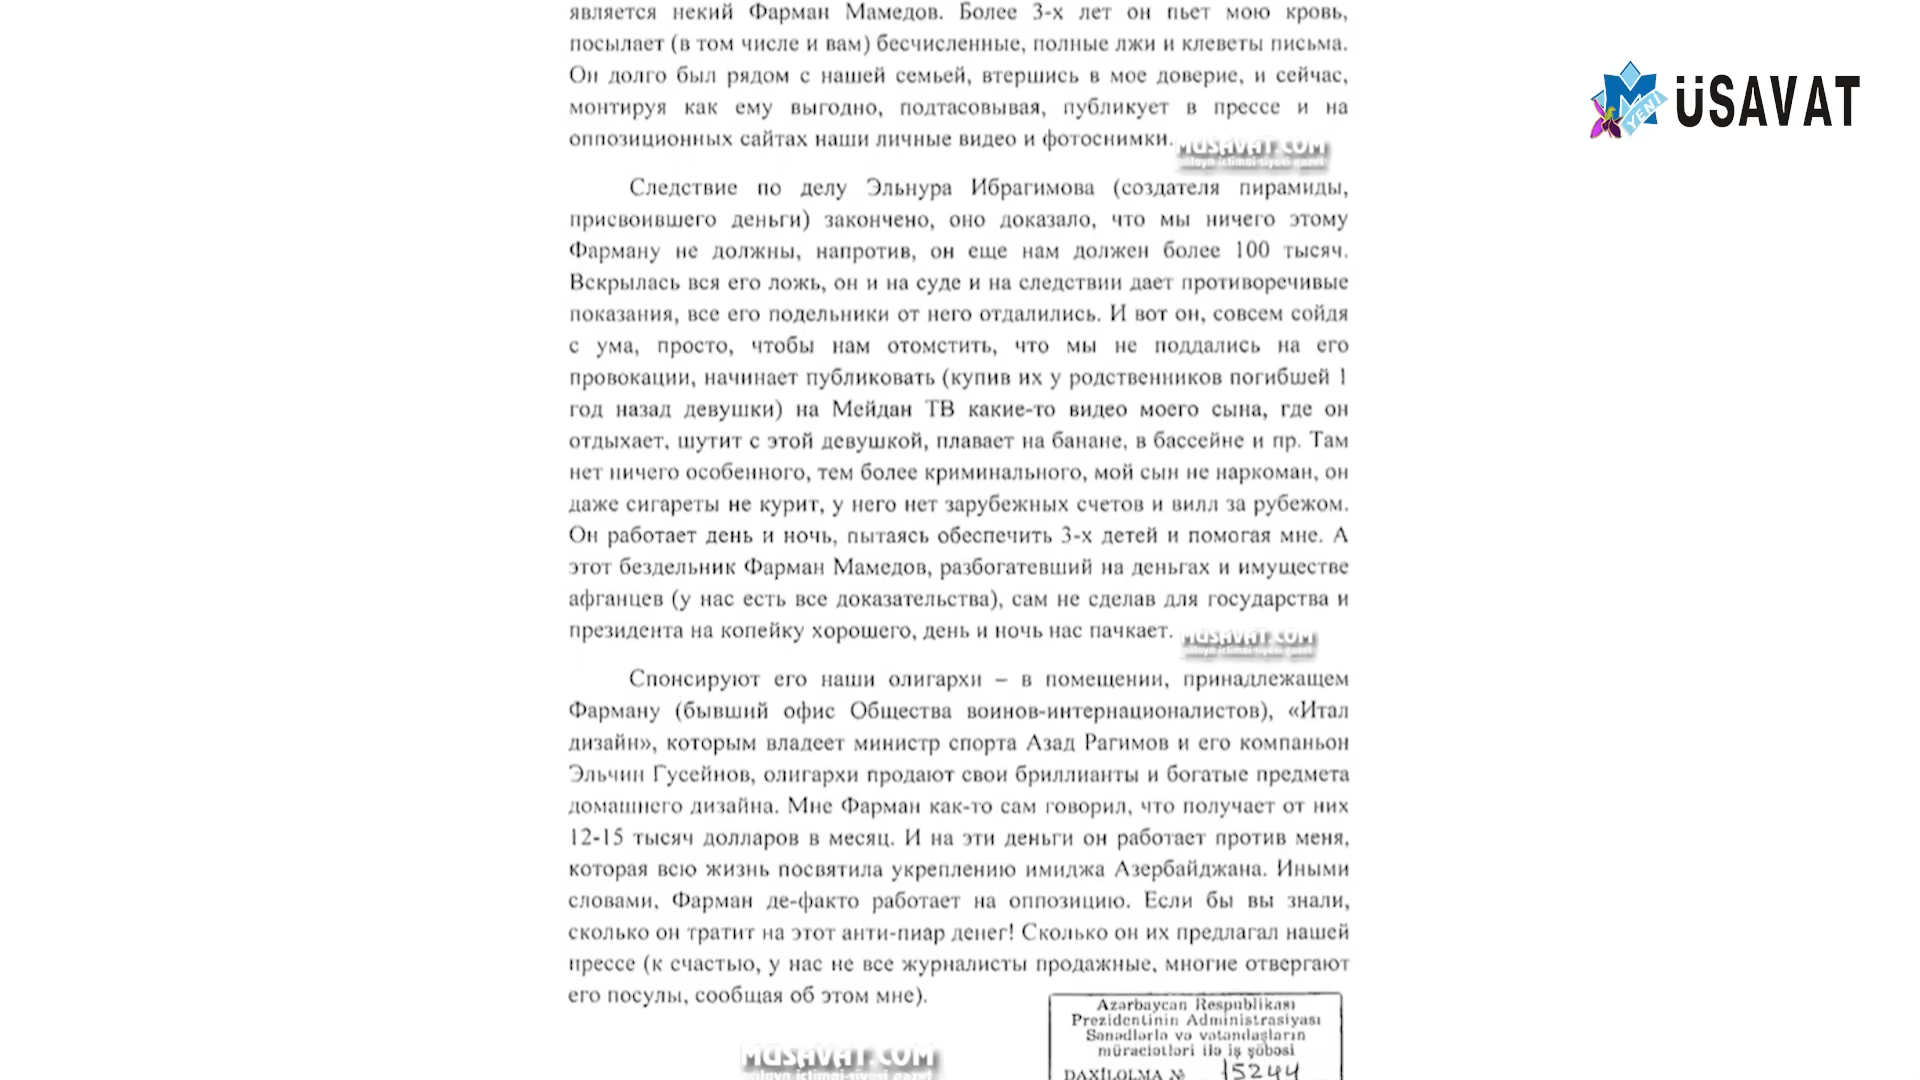 является некий Фарман Мамедов. Более 3-х лет он пьет мою кровь,
посылает (в том числе и вам) бесчисленные, полные лжи и клеветы письма.
Он долго был рядом с нашей семьей, втершись в мое доверие, и сейчас,
монтируя как ему выгодно, подтасовывая, публикует в прессе и на
оппозиционных сайтах наши личные видео и фотоснимки.
MUSAVAT.COM
YENI MÜSAVAT
Следствие по делу Эльнура Ибрагимова (создателя пирамиды,
присвоившего деньги) закончено, оно доказало, что мы ничего этому
Фарману не должны, напротив, он еще нам должен более 100 тысяч.
Вскрылась вся его ложь, он и на суде и на следствии дает противоречивые
показания, все его подельники от него отдалились. И вот он, совсем сойдя
с ума, просто, чтобы нам отомстить, что мы не поддались на его
провокации, начинает публиковать (купив их у родственников погибшей 1
год назад девушки) на Мейдан ТВ какие-то видео моего сына, где он
отдыхает, шутит с этой девушкой, плавает на банане, в бассейне и пр. Там
нет ничего особенного, тем более криминального, мой сын не наркоман, он
даже сигареты не курит, у него нет зарубежных счетов и вилл за рубежом.
Он работает день и ночь, пытаясь обеспечить 3-х детей и помогая мне. А
этот бездельник Фарман Мамедов, разбогатевший на деньгах и имуществе
афганцев (у нас есть все доказательства), сам не сделав для государства и
президента на копейку хорошего, день и ночь нас пачкает.
MUSAVAT.COM
Спонсируют его наши олигархи – в помещении, принадлежащем
Фарману (бывший офис Общества воинов-интернационалистов), «Итал
дизайн», которым владеет министр спорта Азад Рагимов и его компаньон
Эльчин Гусейнов, олигархи продают свои бриллианты и богатые предмета
домашнего дизайна. Мне Фарман как-то сам говорил, что получает от них
12-15 тысяч долларов в месяц. И на эти деньги он работает против меня,
которая всю жизнь посвятила укреплению имиджа Азербайджана. Иными
словами, Фарман де-факто работает на оппозицию. Если бы вы знали,
сколько он тратит на этот анти-пиар денег! Сколько он их предлагал нашей
прессе (к счастью, у нас не все журналисты продажные, многие отвергают
его посулы, сообщая об этом мне).
Azərbaycan Respublikası
Prezidentinin Administrasiyası
Sənədlərlə və vətəndaşların
müraciətləri ilə iş şöbəsi
DAXİLOLMA № 15244
MUSAVAT.COM